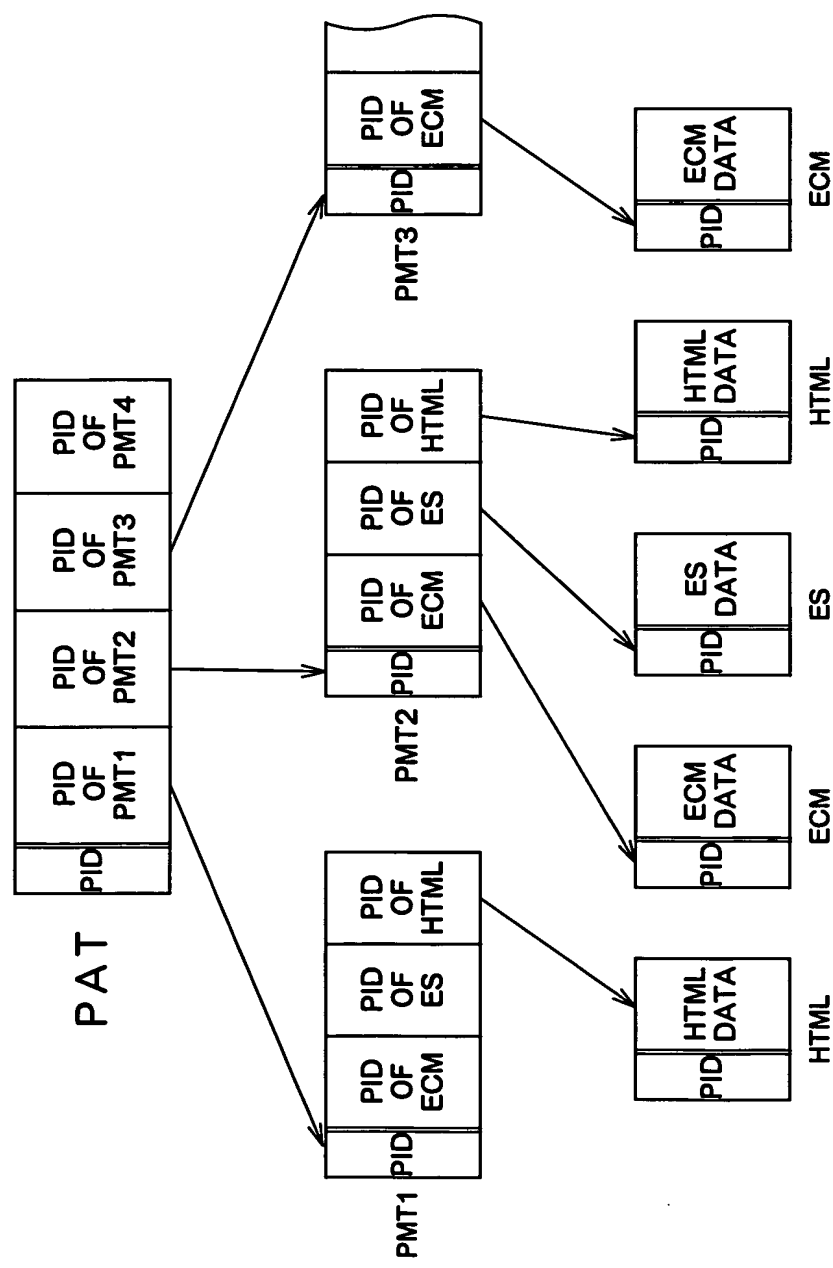 PAT
PID
PID
OF
PMT1
PID
OF
PMT2
PID
OF
PMT3
PID
OF
PMT4
PMT1
PID
PID
OF
ECM
PID
OF
ES
PID
OF
HTML
PMT2
PID
PID
OF
ECM
PID
OF
ES
PID
OF
HTML
PMT3
PID
PID
OF
ECM
PID
HTML
DATA
HTML
PID
ECM
DATA
ECM
PID
ES
DATA
ES
PID
HTML
DATA
HTML
PID
ECM
DATA
ECM